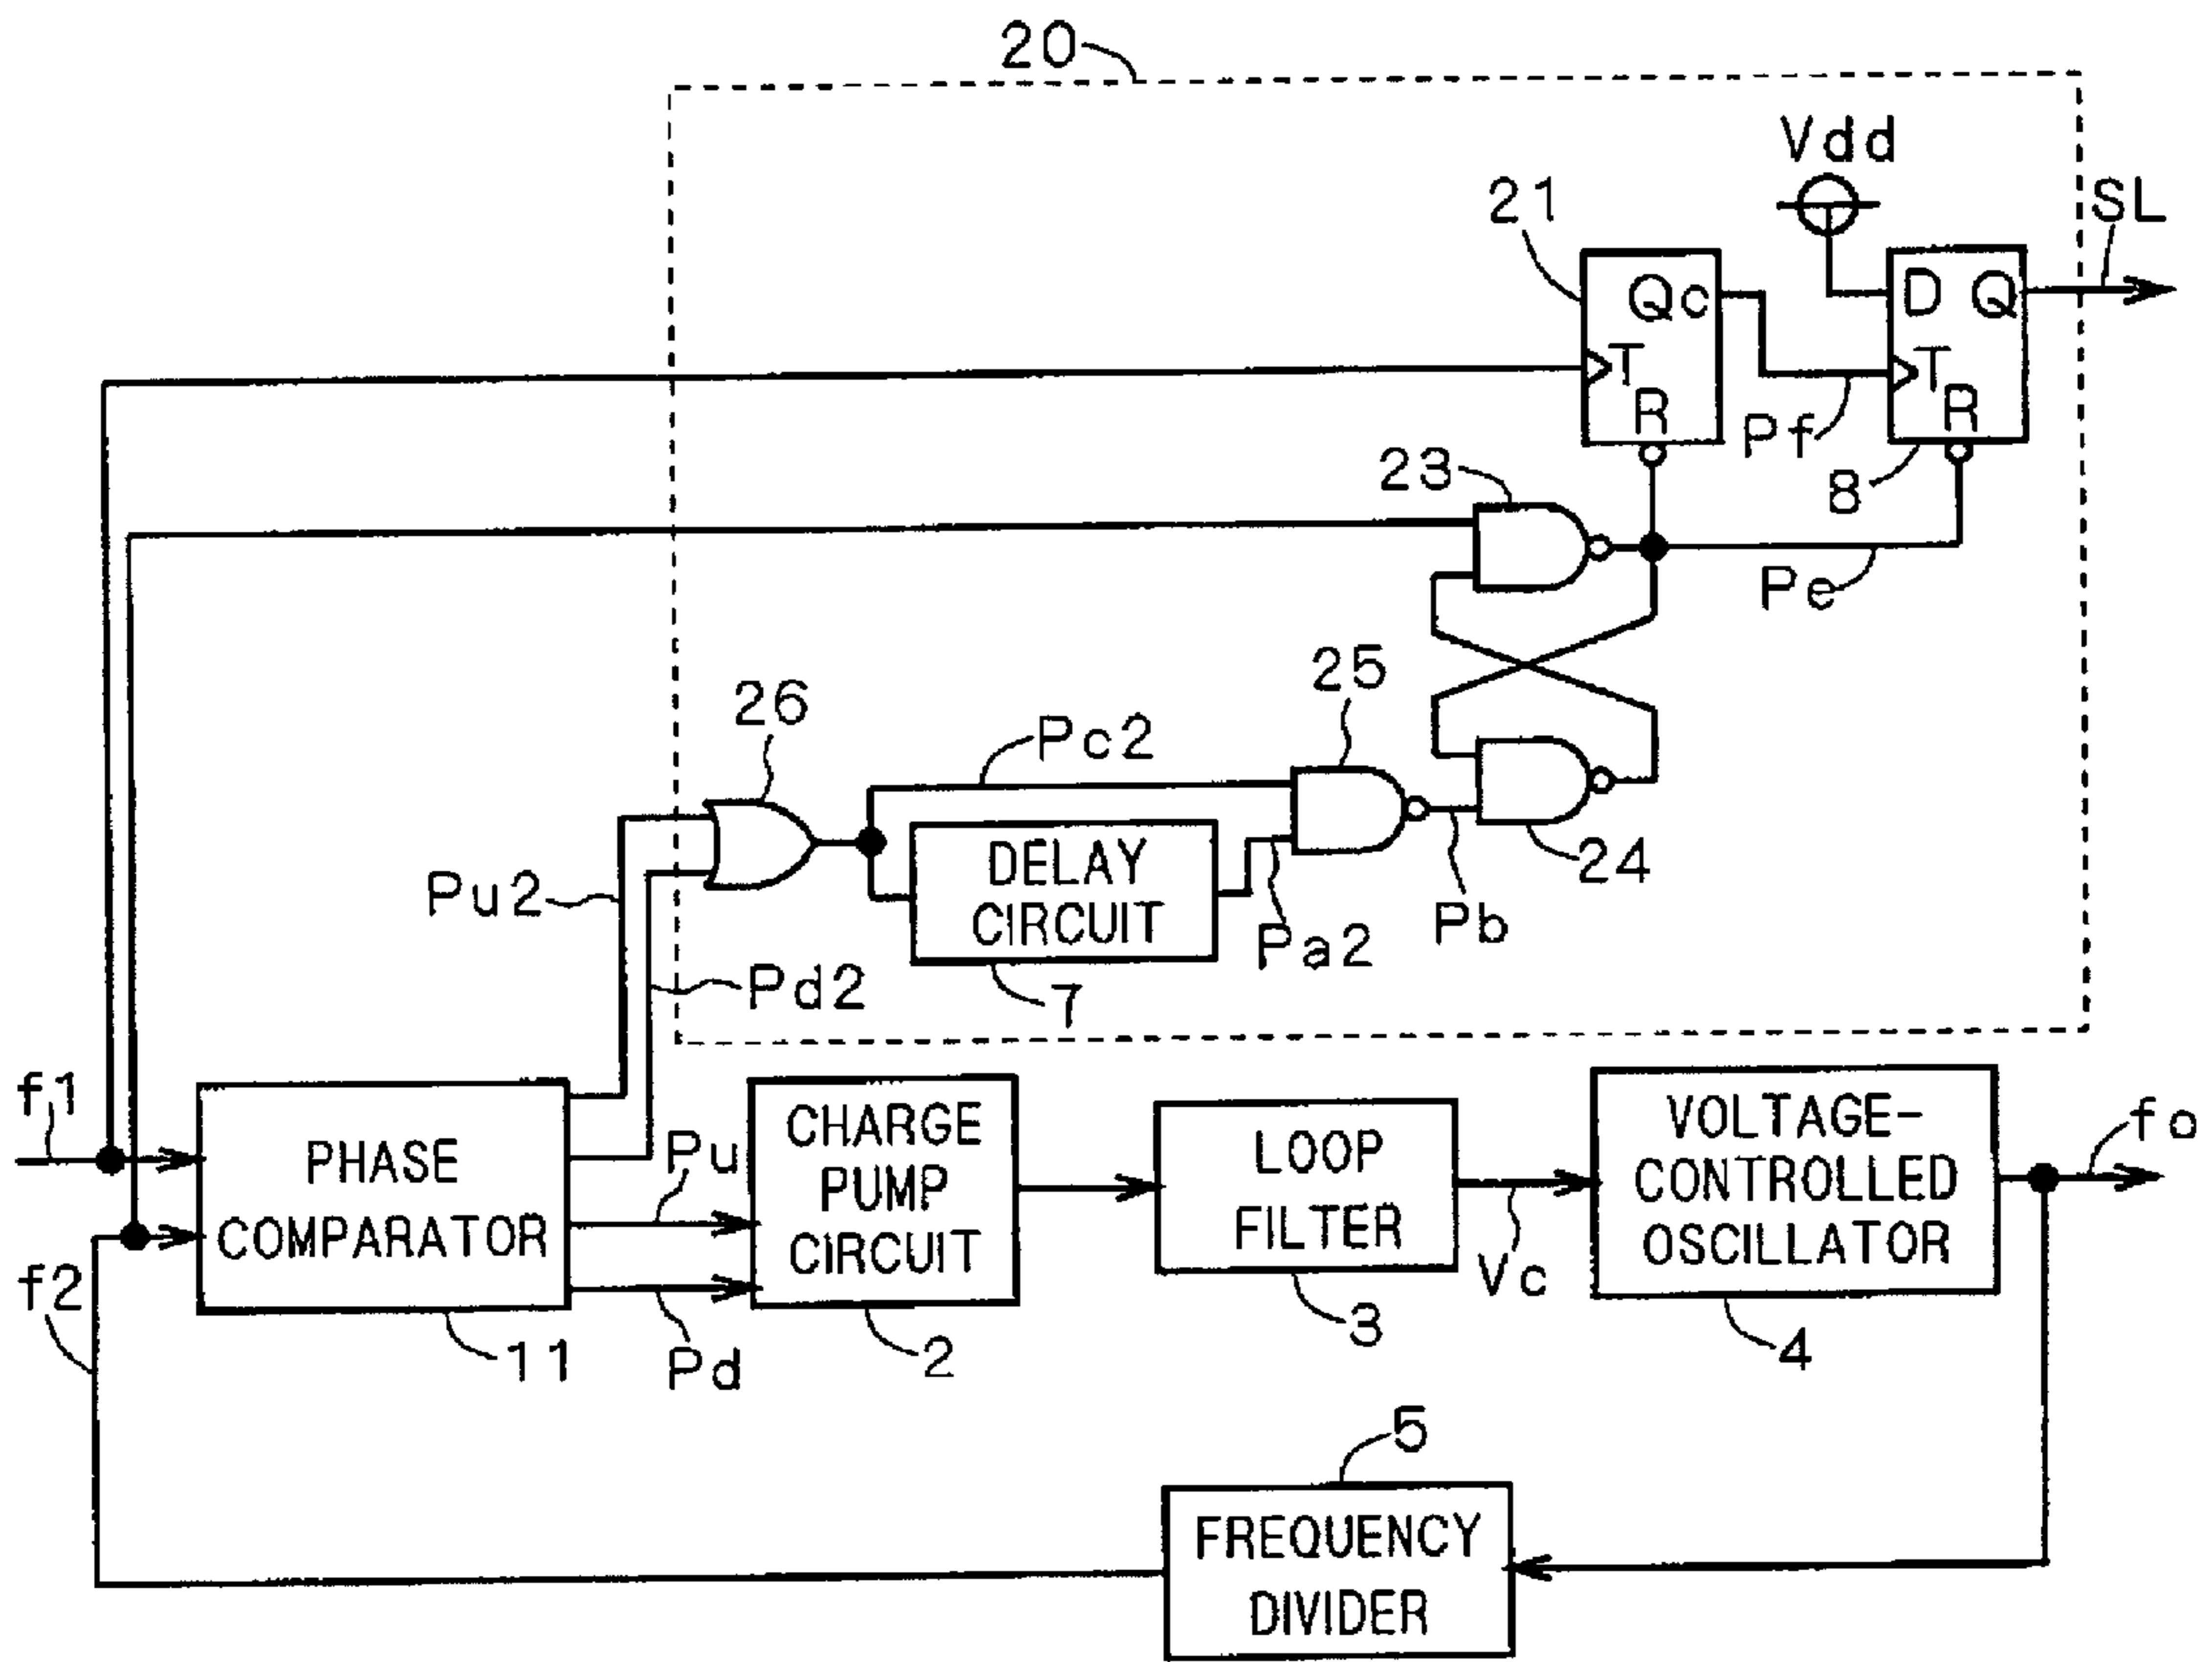 20
Vdd
21
SL
Qc
D Q
T
T
R
R
Pf
23
8
Pe
25
26
Pc2
DELAY
CIRCUIT
24
Pu2
Pb
Pa2
Pd2
7
f1
CHARGE
PUMP
CIRCUIT
VOLTAGE-
CONTROLLED
OSCILLATOR
fo
PHASE
COMPARATOR
Pu
LOOP
FILTER
f2
Vc
11
Pd
2
3
4
5
FREQUENCY
DIVIDER